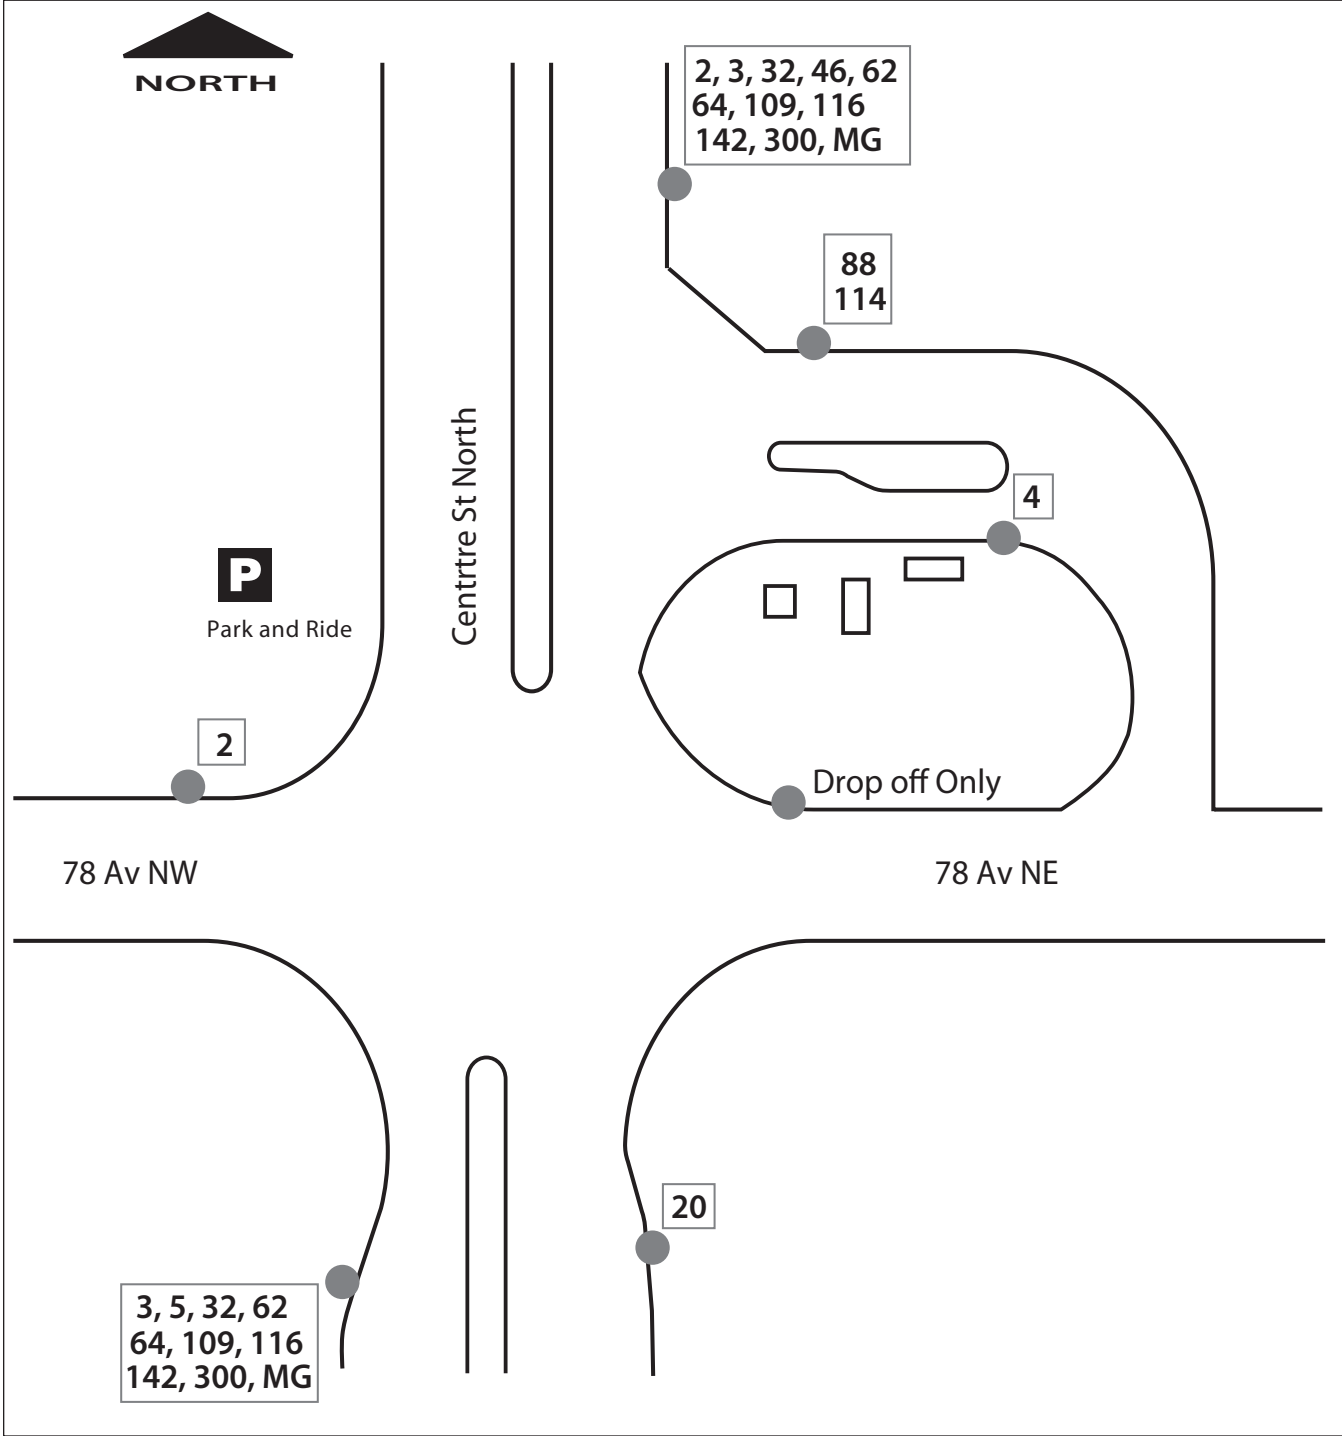 NORTH
2, 3, 32, 46, 62
64, 109, 116
142, 300, MG
88
114
Centrtre St North
4
P
Park and Ride
2
Drop off Only
78 Av NW
78 Av NE
20
3, 5, 32, 62
64, 109, 116
142, 300, MG